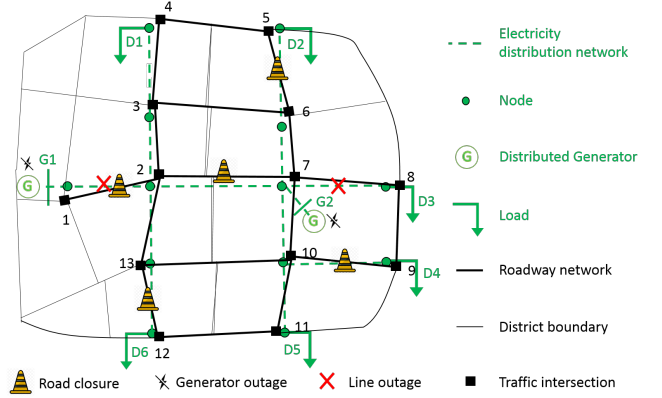 4
5
D1
D2
3
6
G1
G
2
7
8
1
G2
G
D3
13
10
9
D4
D6
12
11
D5
Electricity
distribution network
Node
G
Distributed Generator
Load
Roadway network
District boundary
Road closure
Generator outage
Line outage
Traffic intersection